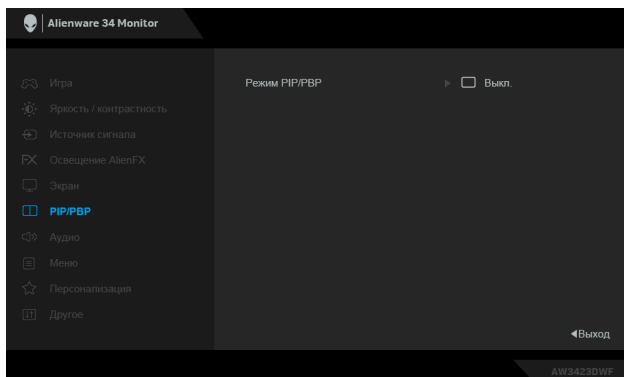 Alienware 34 Monitor
Игра
Режим PIP/PBP
Выкл.
Яркость / контрастность
Источник сигнала
Освещение AlienFX
Экран
PIP/PBP
Аудио
Меню
Персонализация
Другое
Выход
AW3423DWF